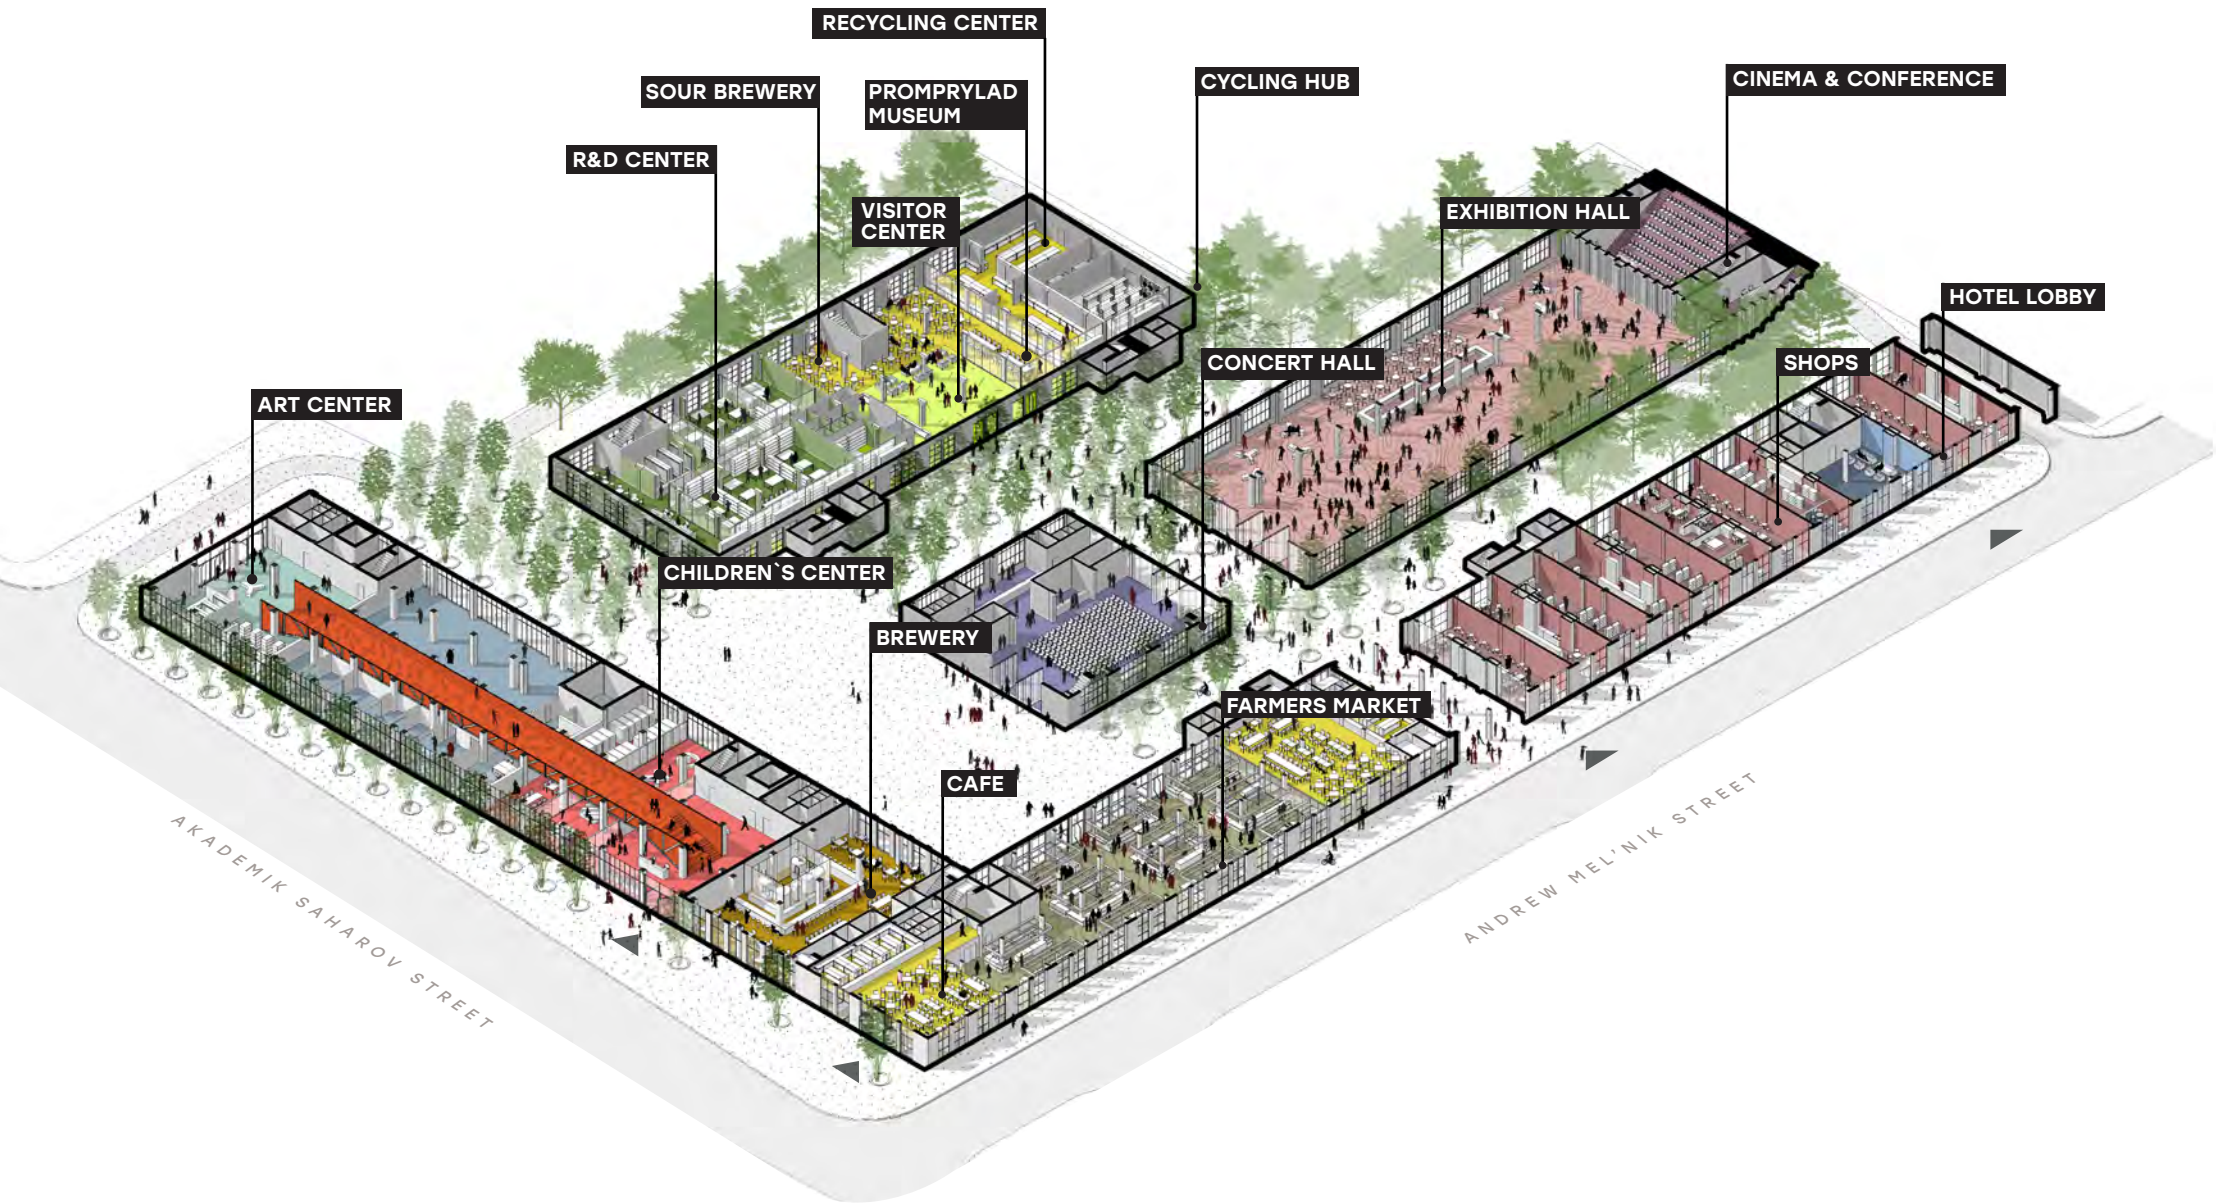 RECYCLING CENTER
SOUR BREWERY
PROMPRYLAD
MUSEUM
CYCLING HUB
CINEMA & CONFERENCE
R&D CENTER
VISITOR
CENTER
EXHIBITION HALL
HOTEL LOBBY
CONCERT HALL
SHOPS
ART CENTER
CHILDREN`S CENTER
BREWERY
FARMERS MARKET
CAFE
AKADEMIK SAHAROV STREET
ANDREW MEL'NIK STREET